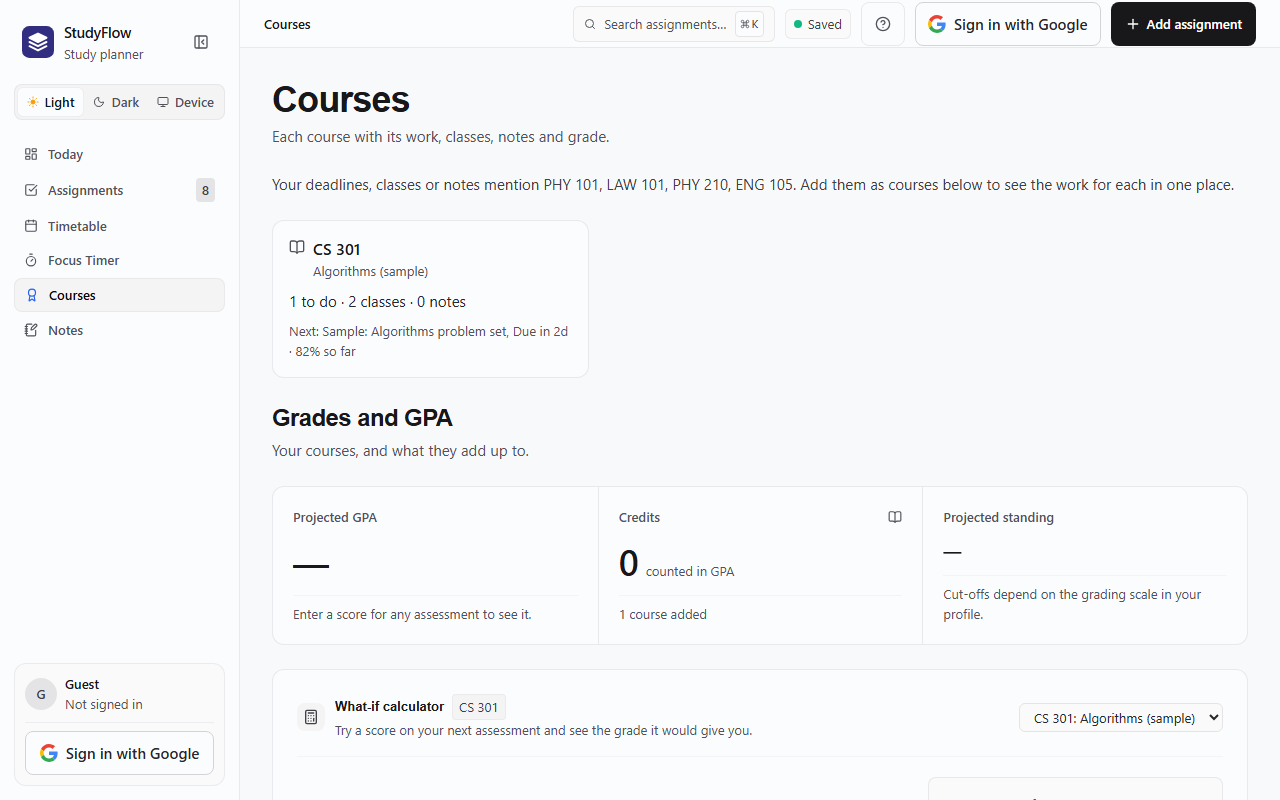 StudyFlow
Study planner
Light
Dark
Device
Today
Assignments
8
Timetable
Focus Timer
Courses
Notes
G
Guest
Not signed in
Sign in with Google
Courses
Search assignments...
⌘K
Saved
Sign in with Google
Add assignment
Courses
Each course with its work, classes, notes and grade.
Your deadlines, classes or notes mention PHY 101, LAW 101, PHY 210, ENG 105. Add them as courses below to see the work for each in one place.
CS 301
Algorithms (sample)
1 to do · 2 classes · 0 notes
Next: Sample: Algorithms problem set, Due in 2d
· 82% so far
Grades and GPA
Your courses, and what they add up to.
Projected GPA
—
Enter a score for any assessment to see it.
Credits
0 counted in GPA
1 course added
Projected standing
—
Cut-offs depend on the grading scale in your
profile.
What-if calculator
CS 301
Try a score on your next assessment and see the grade it would give you.
CS 301: Algorithms (sample)